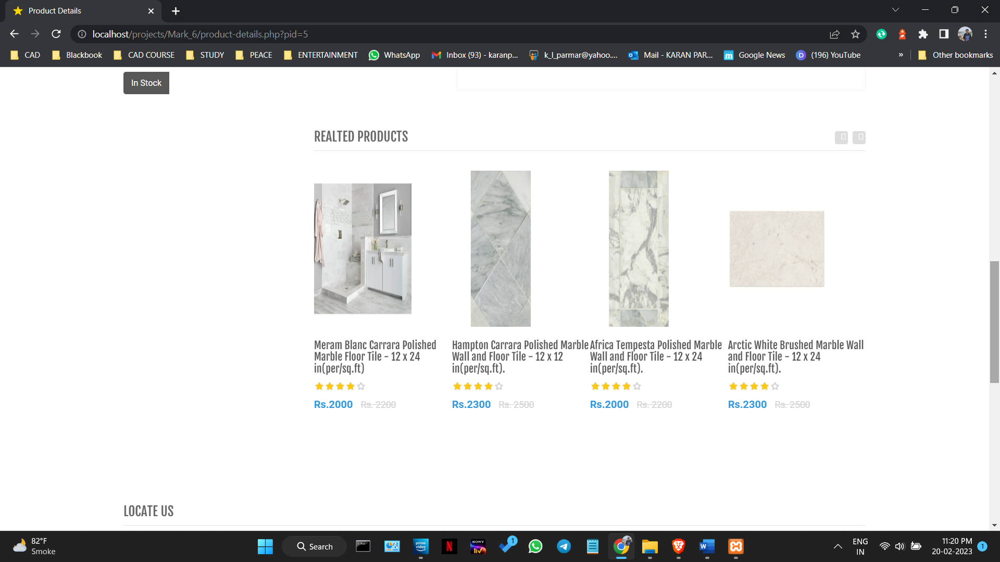 Product Details
localhost/projects/Mark_6/product-details.php?pid=5
CAD Blackbook CAD COURSE STUDY PEACE ENTERTAINMENT WhatsApp Inbox (93) - karanp... k_l_parmar@yahoo.... Mail - KARAN PAR... Google News (196) YouTube » Other bookmarks
In Stock
REALTED PRODUCTS
Meram Blanc Carrara Polished
Marble Floor Tile - 12 x 24
in(per/sq.ft)
Rs.2000 Rs. 2200
Hampton Carrara Polished Marble
Wall and Floor Tile - 12 x 12
in(per/sq.ft).
Rs.2300 Rs. 2500
Africa Tempesta Polished Marble
Wall and Floor Tile - 12 x 24
in(per/sq.ft).
Rs.2000 Rs. 2200
Arctic White Brushed Marble Wall
and Floor Tile - 12 x 24
in(per/sq.ft).
Rs.2300 Rs. 2500
LOCATE US
82°F
Smoke
Search
prime video
N
SONY liv
1
W
ENG
IN
11:20 PM
20-02-2023
1